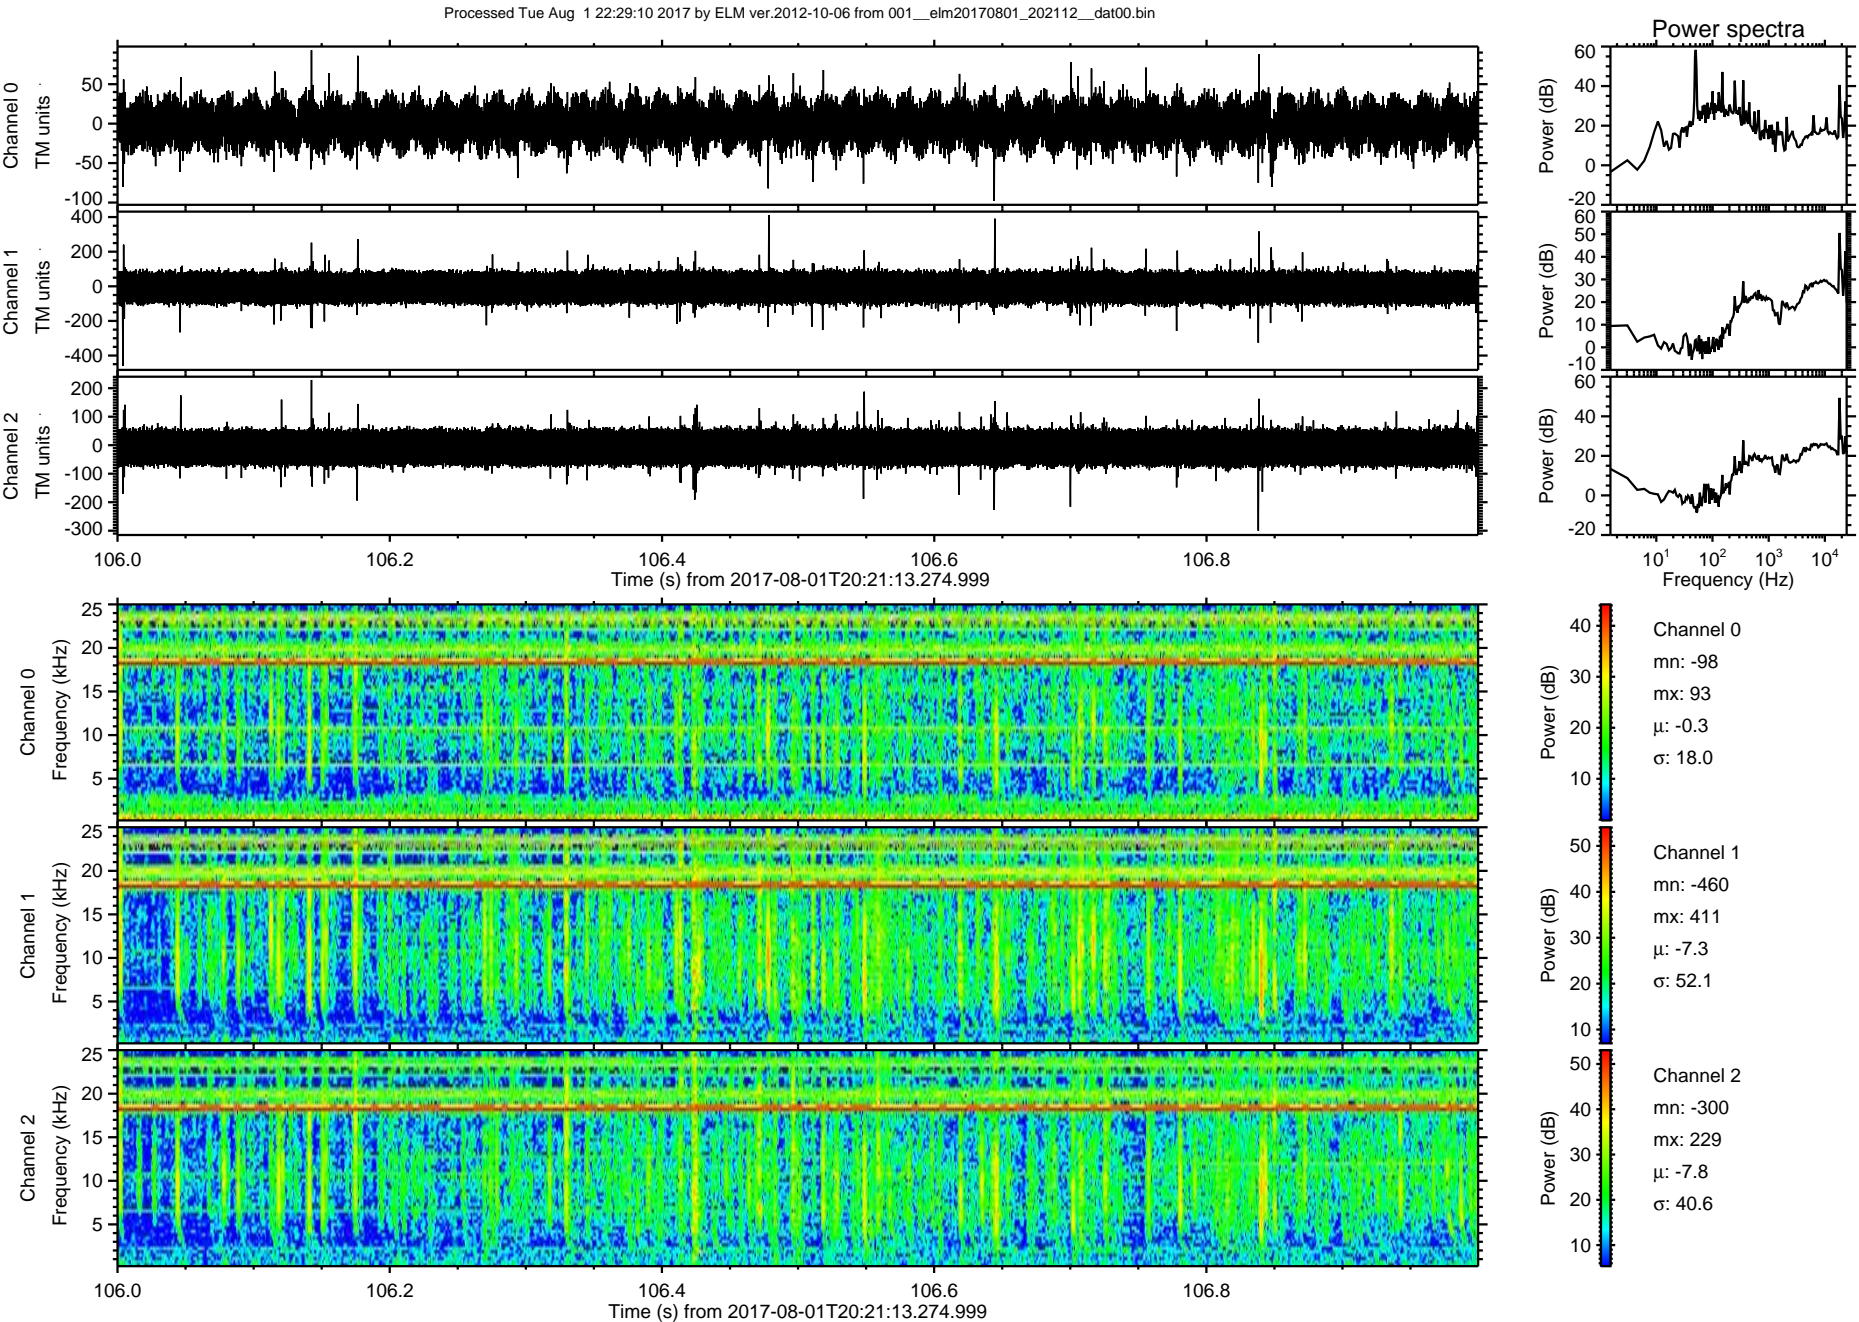 Processed Tue Aug  1 22:29:10 2017 by ELM ver.2012-10-06 from 001__elm20170801_202112__dat00.bin
Power spectra
Channel 0
TM units
50
0
-50
-100
Power (dB)
60
40
20
0
-20
Channel 1
TM units
400
200
0
-200
-400
Power (dB)
60
50
40
30
20
10
0
-10
Channel 2
TM units
200
100
0
-100
-200
-300
Power (dB)
60
40
20
0
-20
106.0 106.2 106.4 106.6 106.8
Time (s) from 2017-08-01T20:21:13.274.999
10¹ 10² 10³ 10⁴
Frequency (Hz)
Channel 0
Frequency (kHz)
25
20
15
10
5
Power (dB)
40
30
20
10
Channel 0
mn: -98
mx: 93
µ: -0.3
σ: 18.0
Channel 1
Frequency (kHz)
25
20
15
10
5
Power (dB)
50
40
30
20
10
Channel 1
mn: -460
mx: 411
µ: -7.3
σ: 52.1
Channel 2
Frequency (kHz)
25
20
15
10
5
Power (dB)
50
40
30
20
10
Channel 2
mn: -300
mx: 229
µ: -7.8
σ: 40.6
106.0 106.2 106.4 106.6 106.8
Time (s) from 2017-08-01T20:21:13.274.999